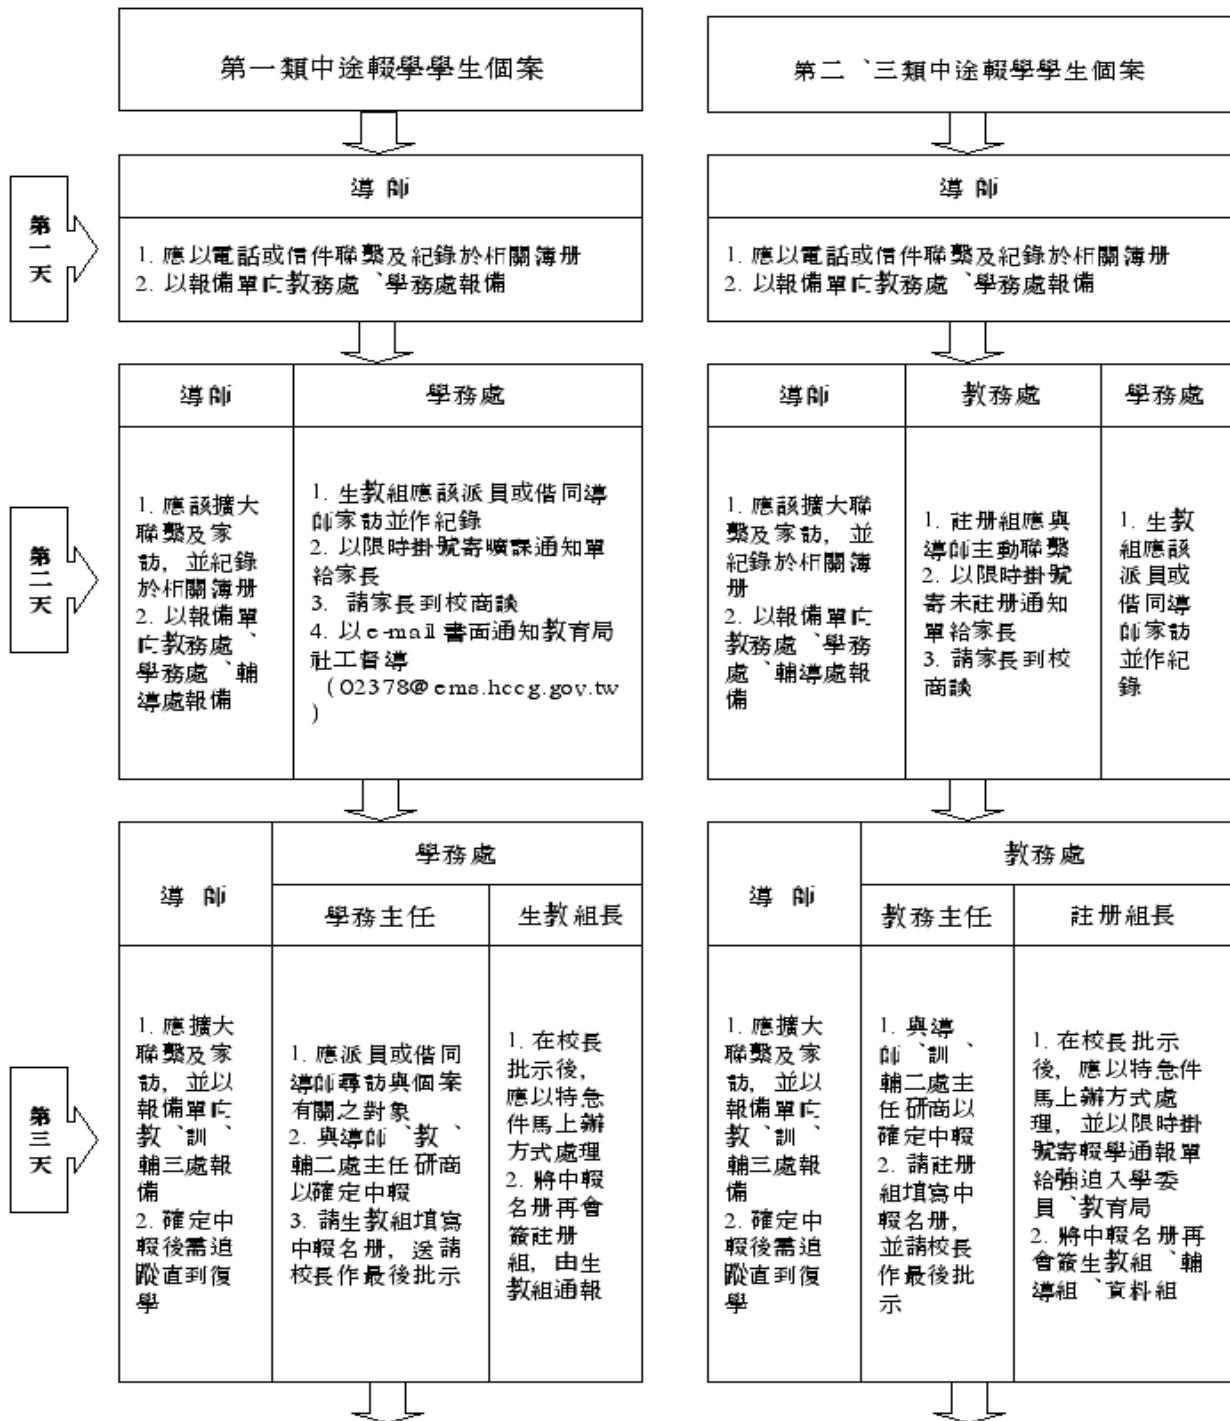 第一類中途輟學學生個案
第二、三類中途輟學學生個案
第一天
導 師
1. 應以電話或信件聯繫及紀錄於相關簿册
2. 以報備單向教務處、學務處報備
導 師
1. 應以電話或信件聯繫及紀錄於相關簿册
2. 以報備單向教務處、學務處報備
第二天
導師
1. 應該擴大
聯繫及家
訪，並紀錄
於相關簿册
2. 以報備單
向教務處、
學務處、輔
導處報備
學務處
1. 生教組應該派員或偕同導
師家訪並作紀錄
2. 以限時掛號寄曠課通知單
給家長
3. 請家長到校商談
4. 以e-mail書面通知教育局
社工督導
(02378@ems.hccg.gov.tw
)
導師
1. 應該擴大聯
繫及家訪，並
紀錄於相關簿
册
2. 以報備單向
教務處、學務
處、輔導處報
備
教務處
1. 註册組應與
導師主動聯繫
2. 以限時掛號
寄未註册通知
單給家長
3. 請家長到校
商談
學務處
1. 生教
組應該
派員或
偕同導
師家訪
並作紀
錄
第三天
導 師
1. 應擴大
聯繫及家
訪，並以
報備單向
教、訓、
輔三處報
備
2. 確定中
輟後需追
蹤直到復
學
學務處
學務主任
1. 應派員或偕同
導師尋訪與個案
有關之對象
2. 與導師、教、
輔二處主任研商
以確定中輟
3. 請生教組填寫
中輟名册，送請
校長作最後批示
生教組長
1. 在校長
批示後，
應以特急
件馬上辦
方式處理
2. 將中輟
名册再會
簽註册
組，由生
教組通報
導 師
1. 應擴大
聯繫及家
訪，並以
報備單向
教、訓、
輔三處報
備
2. 確定中
輟後需追
蹤直到復
學
教務處
教務主任
1. 與導
師、訓、
輔二處主
任研商以
確定中輟
2. 請註册
組填寫中
輟名册，
並請校長
作最後批
示
註册組長
1. 在校長批示
後，應以特急件
馬上辦方式處
理，並以限時掛
號寄輟學通報單
給強迫入學委
員、教育局
2. 將中輟名册再
會簽生教組、輔
導組、資料組